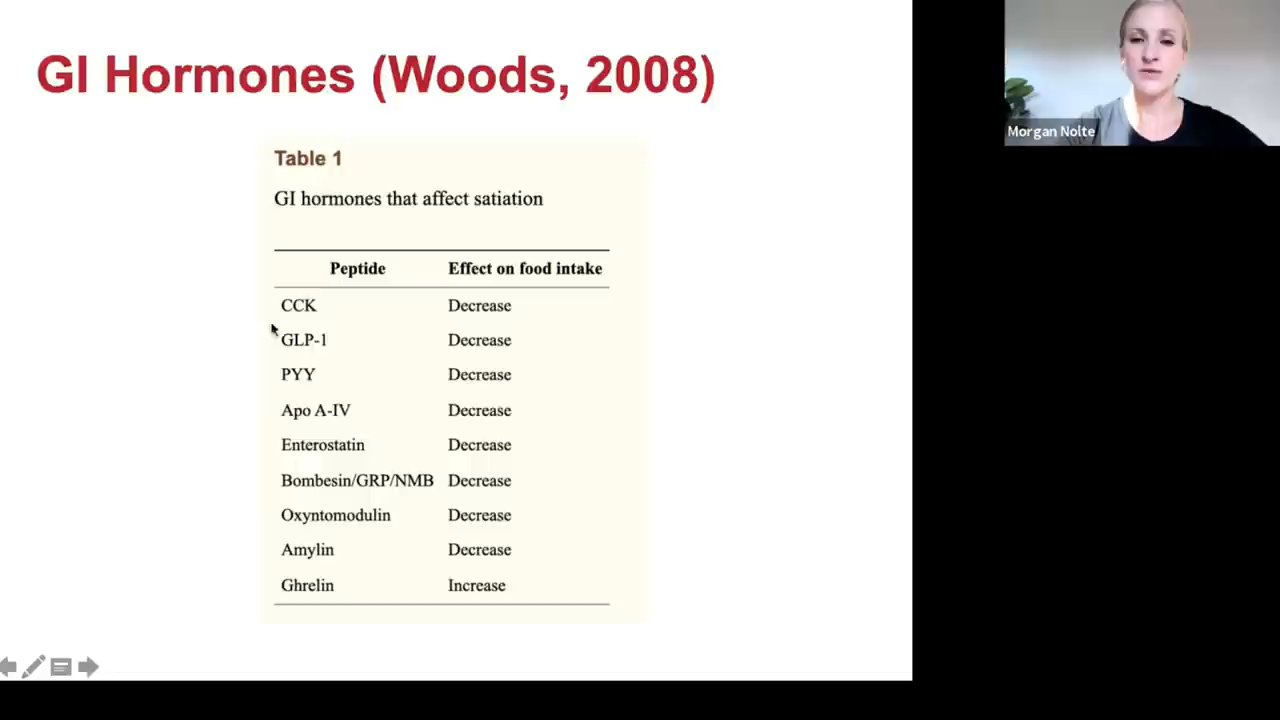 GI Hormones (Woods, 2008)
Morgan Nolte
Table 1
GI hormones that affect satiation
Peptide Effect on food intake
CCK Decrease
GLP-1 Decrease
PYY Decrease
Apo A-IV Decrease
Enterostatin Decrease
Bombesin/GRP/NMB Decrease
Oxyntomodulin Decrease
Amylin Decrease
Ghrelin Increase